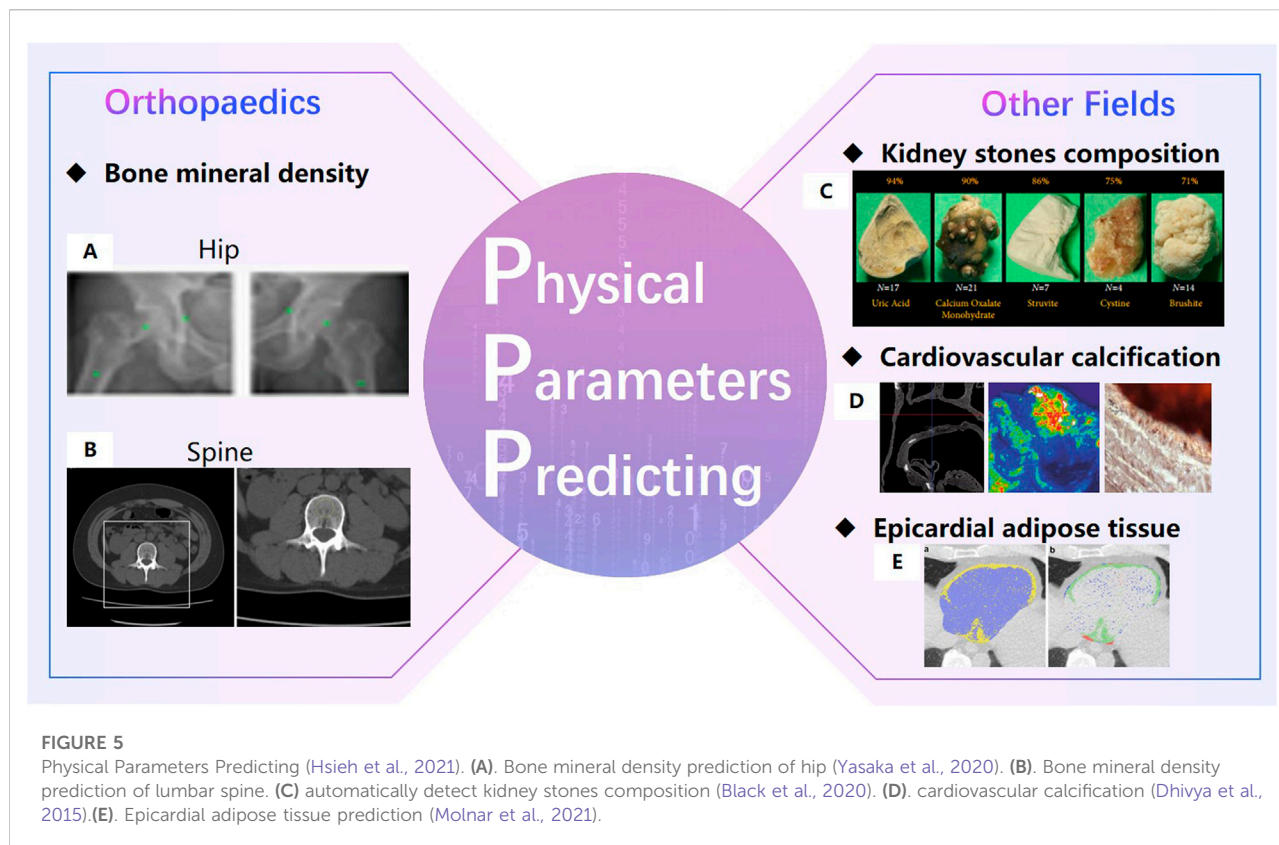 Orthopaedics
◆ Bone mineral density
A
Hip
B
Spine
Physical
Parameters
Predicting
Other Fields
◆ Kidney stones composition
C
94% 90% 86% 75% 71%
N=17 N=21 N=7 N=4 N=14
Uric Acid Calcium Oxalate Struvite Cystine Brushite
Monohydrate
◆ Cardiovascular calcification
D
◆ Epicardial adipose tissue
E
a b
FIGURE 5
Physical Parameters Predicting (Hsieh et al., 2021). (A). Bone mineral density prediction of hip (Yasaka et al., 2020). (B). Bone mineral density
prediction of lumbar spine. (C) automatically detect kidney stones composition (Black et al., 2020). (D). cardiovascular calcification (Dhivya et al.,
2015).(E). Epicardial adipose tissue prediction (Molnar et al., 2021).